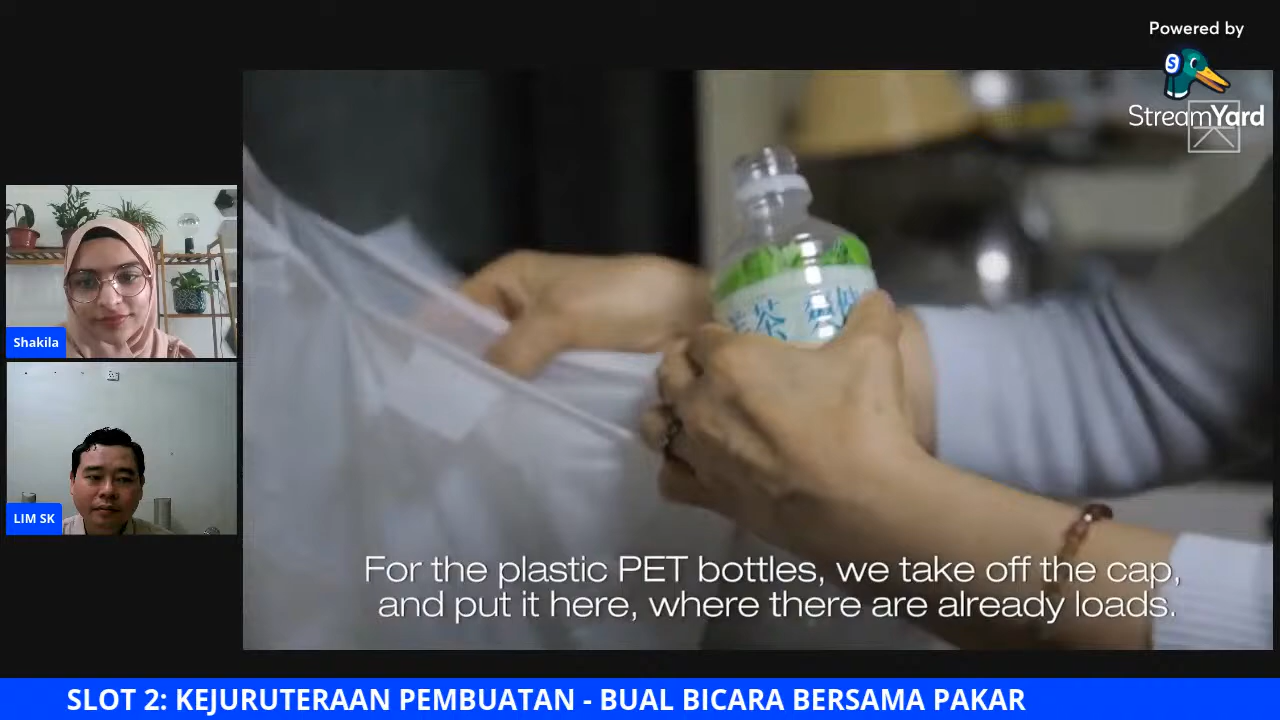 Powered by
StreamYard
Shakila
LIM SK
茶
For the plastic PET bottles, we take off the cap,
and put it here, where there are already loads.
SLOT 2: KEJURUTERAAN PEMBUATAN - BUAL BICARA BERSAMA PAKAR